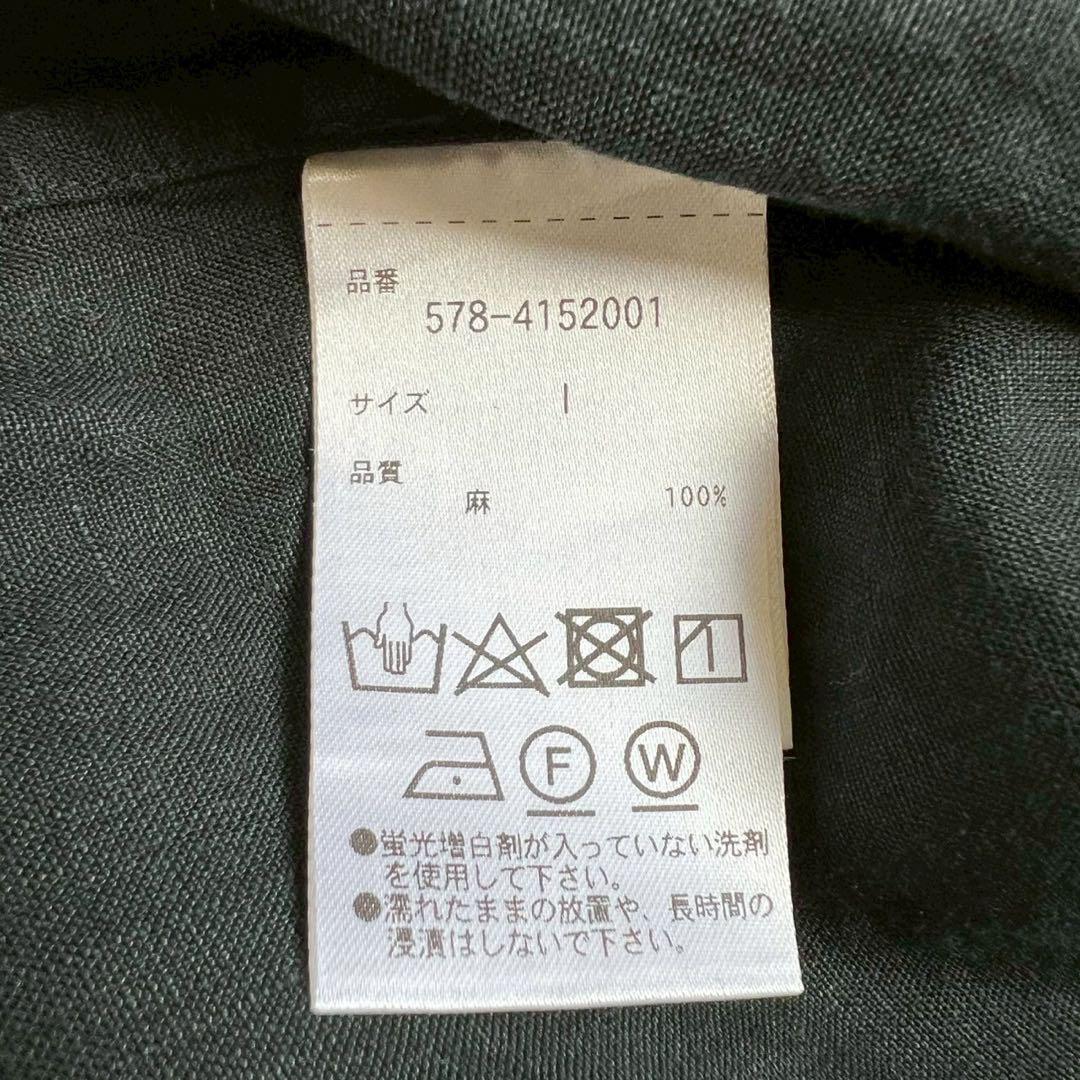 品番
578-4152001
サイズ I
品質
麻 100%
F W
●蛍光増白剤が入っていない洗剤
を使用して下さい。
●濡れたままの放置や、長時間の
浸漬はしないで下さい。